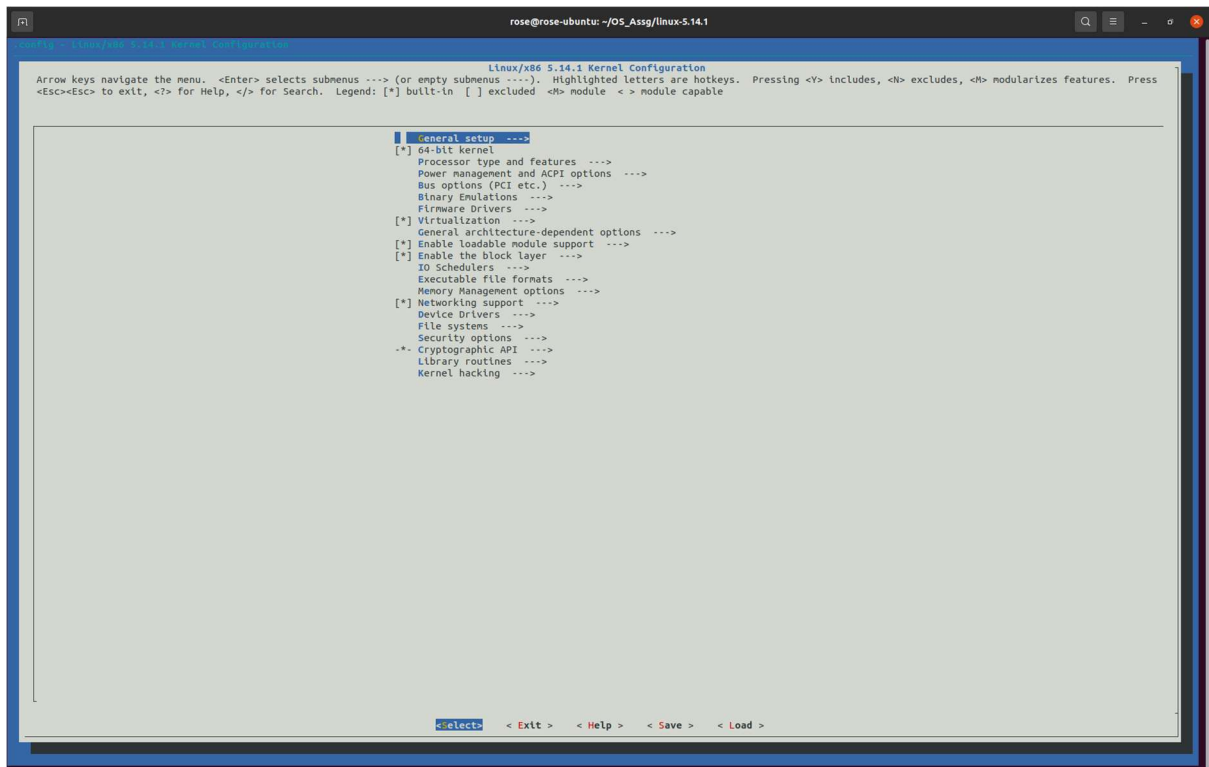 rose@rose-ubuntu: ~/OS_Assg/linux-5.14.1
.config - Linux/x86 5.14.1 Kernel Configuration
Linux/x86 5.14.1 Kernel Configuration
Arrow keys navigate the menu.  <Enter> selects submenus ---> (or empty submenus ----).  Highlighted letters are hotkeys.  Pressing <Y> includes, <N> excludes, <M> modularizes features.  Press
<Esc><Esc> to exit, <?> for Help, </> for Search.  Legend: [*] built-in  [ ] excluded  <M> module  < > module capable
General setup  --->
[*] 64-bit kernel
Processor type and features  --->
Power management and ACPI options  --->
Bus options (PCI etc.)  --->
Binary Emulations  --->
Firmware Drivers  --->
[*] Virtualization  --->
General architecture-dependent options  --->
[*] Enable loadable module support  --->
[*] Enable the block layer  --->
IO Schedulers  --->
Executable file formats  --->
Memory Management options  --->
[*] Networking support  --->
Device Drivers  --->
File systems  --->
Security options  --->
-*- Cryptographic API  --->
Library routines  --->
Kernel hacking  --->
<Select>    < Exit >    < Help >    < Save >    < Load >